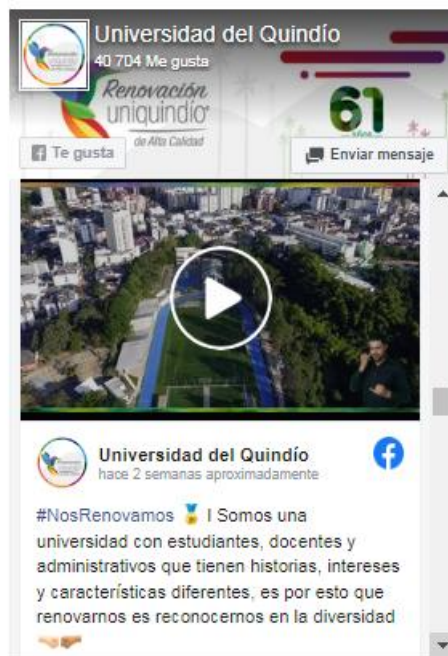 Universidad del Quindío
40 704 Me gusta
Renovación
uniquindío
de Alta Calidad
61
AÑOS
Te gusta
Enviar mensaje
Universidad del Quindío
hace 2 semanas aproximadamente
#NosRenovamos 🏅 I Somos una
universidad con estudiantes, docentes y
administrativos que tienen historias, intereses
y características diferentes, es por esto que
renovarnos es reconocernos en la diversidad